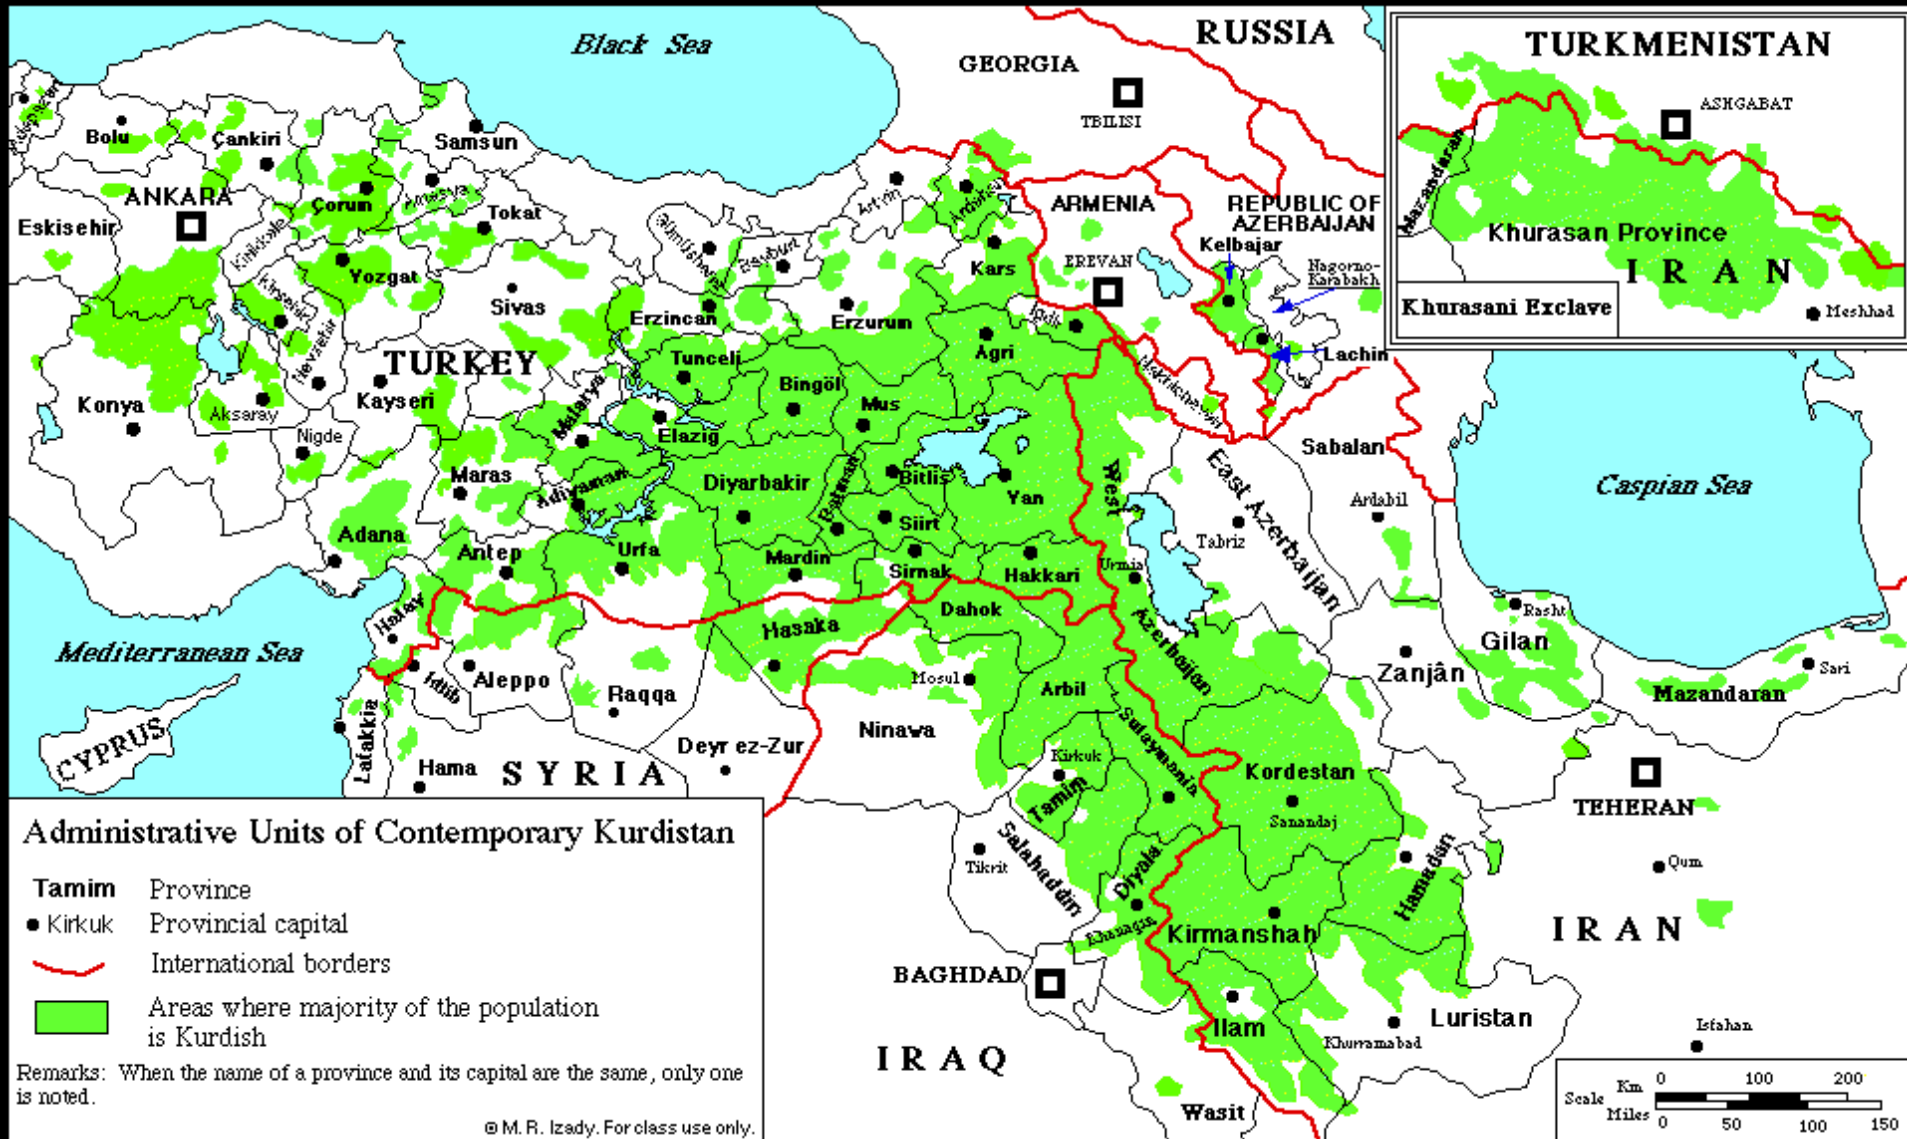 Black Sea
RUSSIA
GEORGIA
TBILISI
TURKMENISTAN
ASHGABAT
Mazandaran
Khurasan Province
IRAN
Khurasani Exclave
Meshhad
Bolu
Çankiri
Samsun
ANKARA
Eskisehir
Çorum
Amasya
Tokat
Kirikkale
Yozgat
Kirsehir
Nevzehir
Sivas
TURKEY
Kayseri
Konya
Aksaray
Nigde
Gümüshane
Bayburt
Artvin
Ardahan
Kars
ARMENIA
EREVAN
REPUBLIC OF
AZERBAIJAN
Kelbajar
Nagorno-
Karabakh
Lachin
Erzincan
Erzurum
Igdir
Agri
Tunceli
Bingöl
Mus
Malatya
Elazig
Maras
Adiyaman
Diyarbakir
Batman
Bitlis
Yan
Siirt
Adana
Antep
Urfa
Mardin
Sirnak
Hakkari
Hatay
West
Azerbaijan
Urmia
East Azerbaijan
Tabriz
Sabalan
Ardabil
Caspian Sea
Rasht
Gilan
Zanjân
Sari
Mazandaran
Mediterranean Sea
CYPRUS
Latakia
Idlib
Aleppo
Raqqa
Hasaka
Deyr ez-Zur
Hama
SYRIA
Dahok
Mosul
Ninawa
Arbil
Sulaymania
Kirkuk
Tamim
Salahaddin
Tikrit
Diyala
Khanaqin
BAGHDAD
IRAQ
Wasit
Kordestan
Sanandaj
Kirmanshah
Hamadan
Ilam
Luristan
Khurramabad
TEHERAN
Qum
IRAN
Isfahan
Administrative Units of Contemporary Kurdistan
Tamim Province
Kirkuk Provincial capital
International borders
Areas where majority of the population
is Kurdish
Remarks: When the name of a province and its capital are the same, only one
is noted.
© M. R. Izady. For class use only.
Scale Km 0 100 200
Miles 0 50 100 150